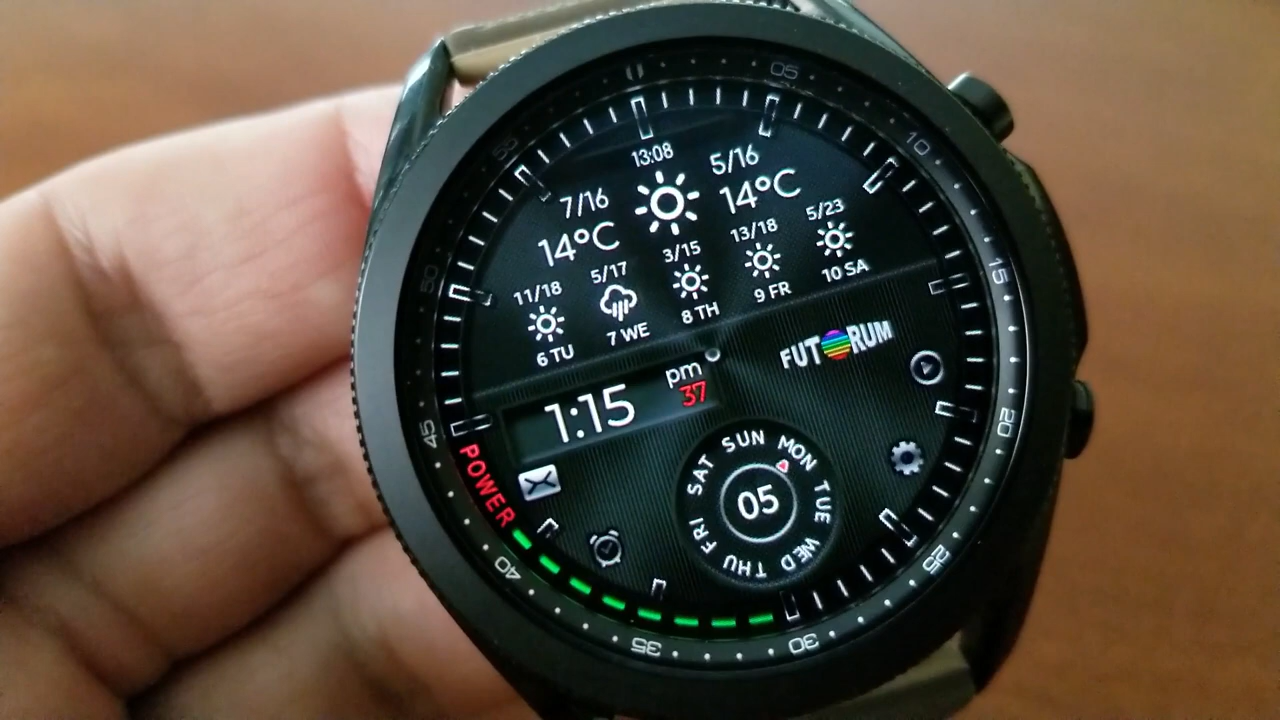 13:08
7/16
5/16
14°C
14°C
11/18
5/17
3/15
13/18
5/23
6 TU
7 WE
8 TH
9 FR
10 SA
FUTORUM
1:15
pm
37
POWER
SUN MON TUE WED THU FRI SAT
05
05
10
15
20
25
30
35
40
45
50
55